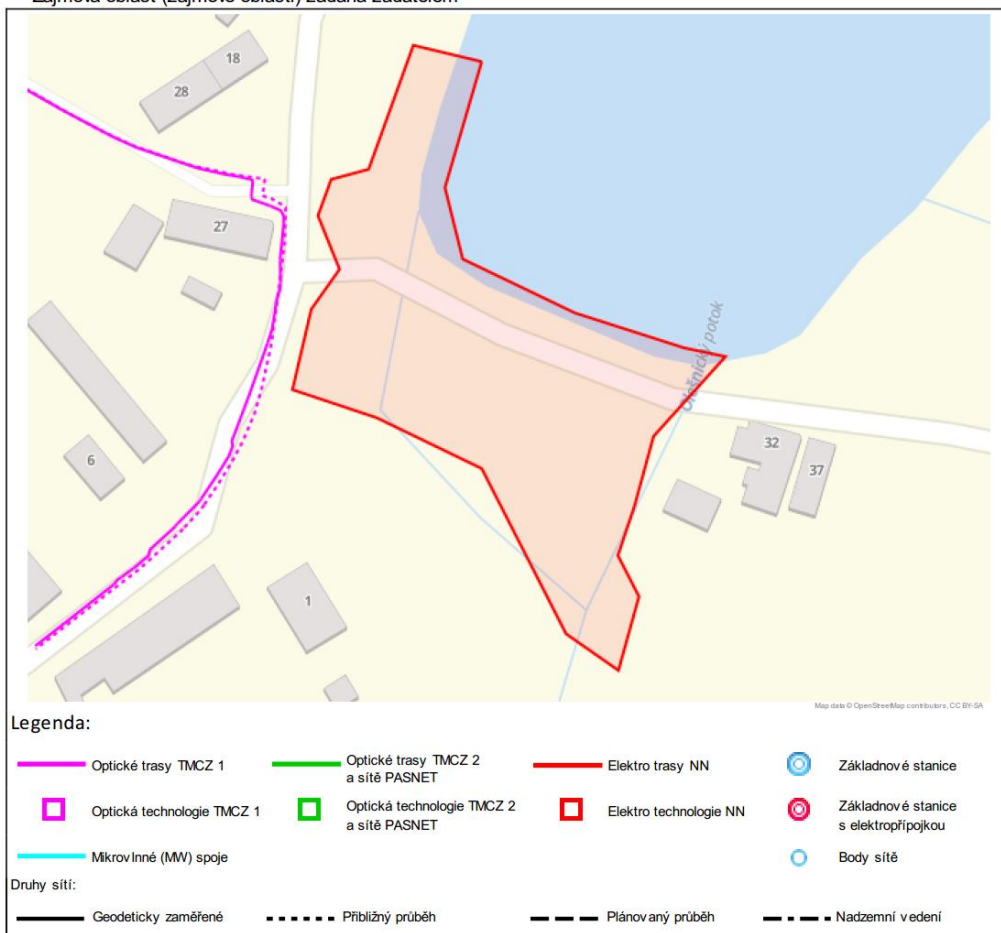 Zájmová oblast (zájmové oblasti) zadaná žadatelem
18
28
27
Olešnický potok
32
37
6
1
Map data © OpenStreetMap contributors, CC BY-SA
Legenda:
Optické trasy TMCZ 1
Optické trasy TMCZ 2
a sítě PASNET
Elektro trasy NN
Základnové stanice
Optická technologie TMCZ 1
Optická technologie TMCZ 2
a sítě PASNET
Elektro technologie NN
Základnové stanice
s elektropřípojkou
Mikrovlnné (MW) spoje
Body sítě
Druhy sítí:
Geodeticky zaměřené
Přibližný průběh
Plánovaný průběh
Nadzemní vedení